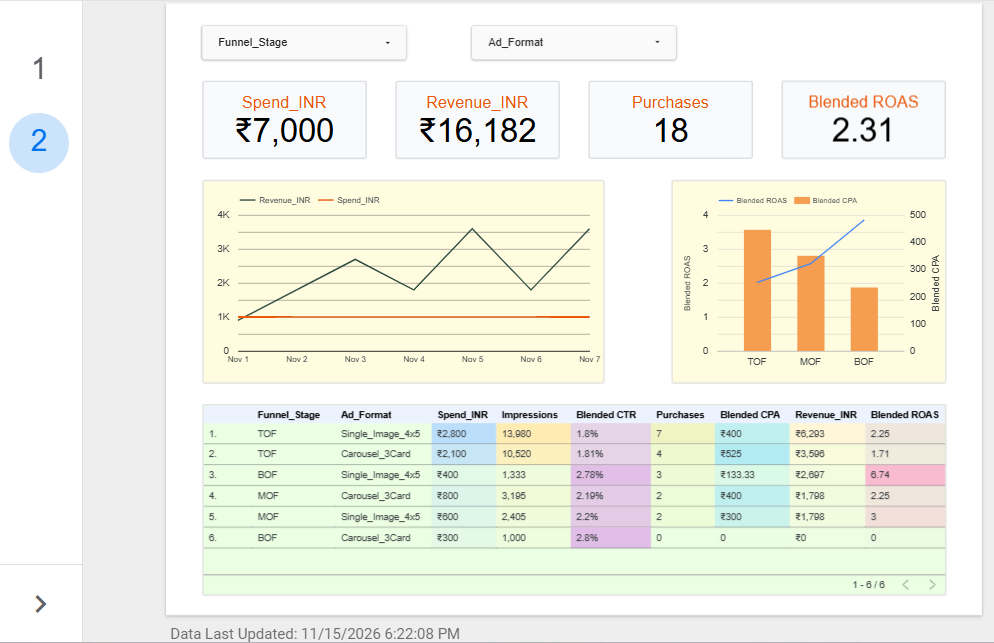 1
2
Funnel_Stage
Ad_Format
Spend_INR
₹7,000
Revenue_INR
₹16,182
Purchases
18
Blended ROAS
2.31
Revenue_INR Spend_INR
4K
3K
2K
1K
0
Nov 1 Nov 2 Nov 3 Nov 4 Nov 5 Nov 6 Nov 7
Blended ROAS Blended CPA
Blended ROAS
4
3
2
1
0
500
400
300
200
100
0
Blended CPA
TOF MOF BOF
Funnel_Stage Ad_Format Spend_INR Impressions Blended CTR Purchases Blended CPA Revenue_INR Blended ROAS
1. TOF Single_Image_4x5 ₹2,800 13,980 1.8% 7 ₹400 ₹6,293 2.25
2. TOF Carousel_3Card ₹2,100 10,520 1.81% 4 ₹525 ₹3,596 1.71
3. BOF Single_Image_4x5 ₹400 1,333 2.78% 3 ₹133.33 ₹2,697 6.74
4. MOF Carousel_3Card ₹800 3,195 2.19% 2 ₹400 ₹1,798 2.25
5. MOF Single_Image_4x5 ₹600 2,405 2.2% 2 ₹300 ₹1,798 3
6. BOF Carousel_3Card ₹300 1,000 2.8% 0 0 ₹0 0
1 - 6 / 6
Data Last Updated: 11/15/2026 6:22:08 PM